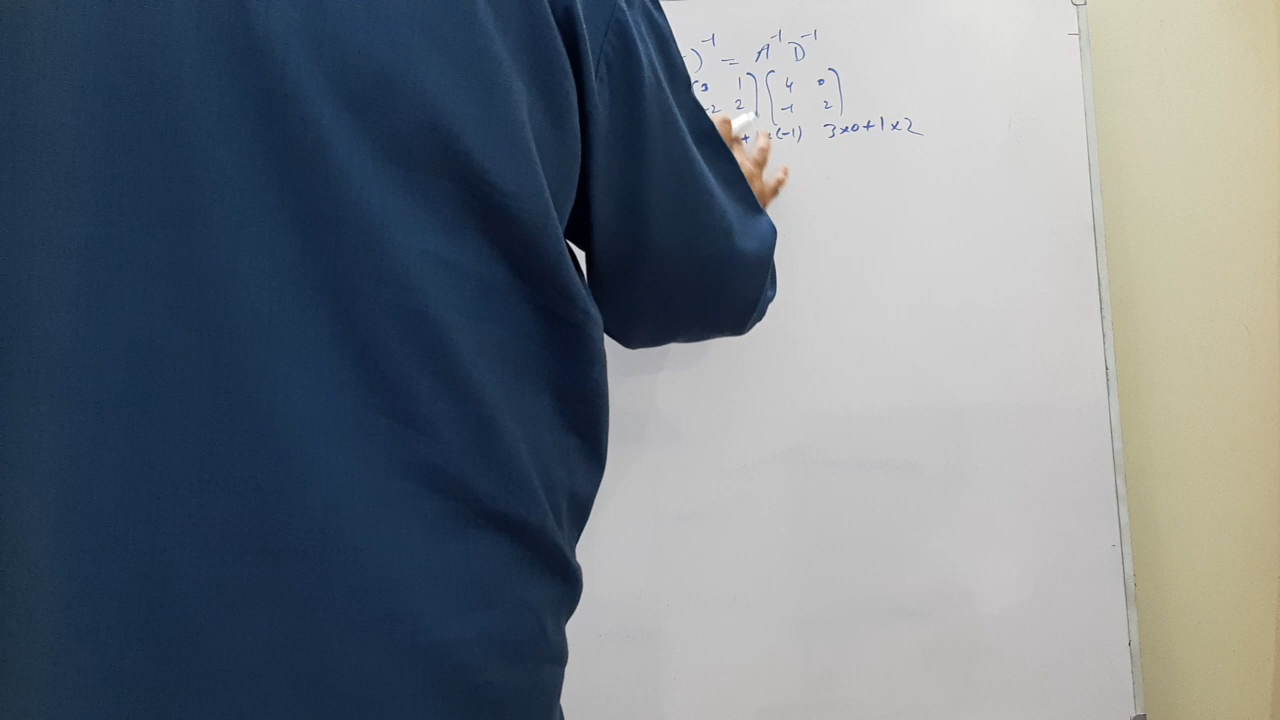 )⁻¹ = A⁻¹ D⁻¹
3 1 ) ( 4 0 )
-2 2 -1 2
+ x(-1) 3x0+1x2